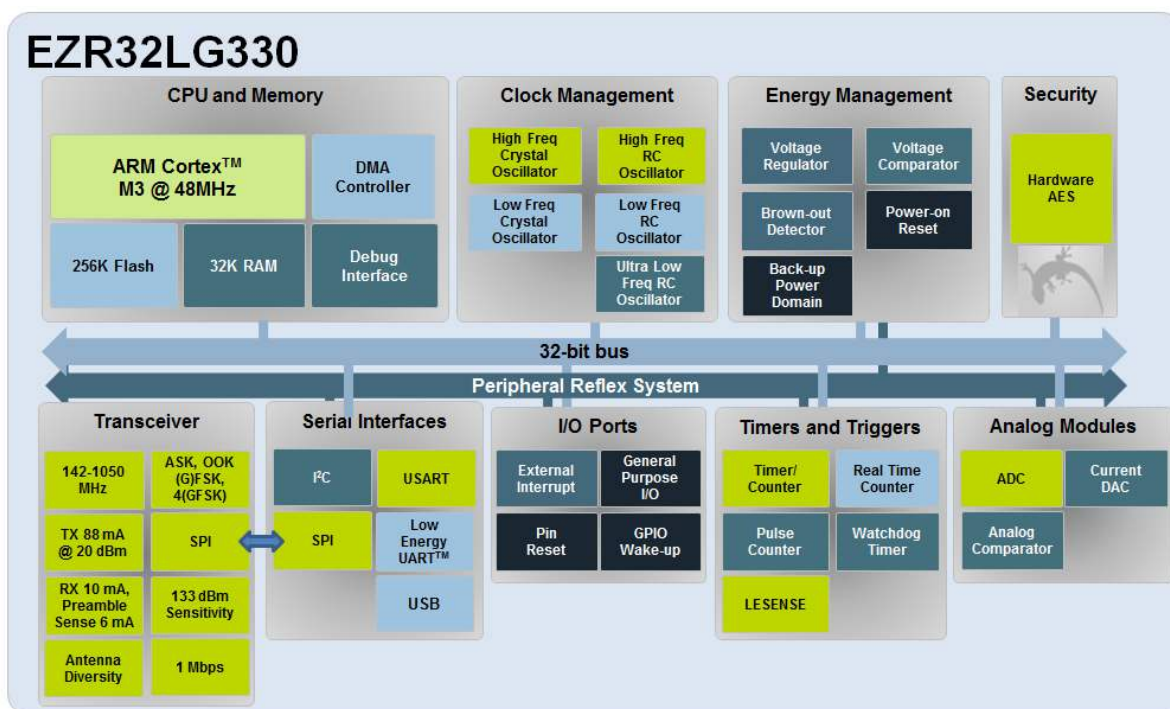 EZR32LG330
CPU and Memory
ARM Cortex™
M3 @ 48MHz
DMA
Controller
256K Flash
32K RAM
Debug
Interface
Clock Management
High Freq
Crystal
Oscillator
High Freq
RC
Oscillator
Low Freq
Crystal
Oscillator
Low Freq
RC
Oscillator
Ultra Low
Freq RC
Oscillator
Energy Management
Voltage
Regulator
Voltage
Comparator
Brown-out
Detector
Power-on
Reset
Back-up
Power
Domain
Security
Hardware
AES
32-bit bus
Peripheral Reflex System
Transceiver
142-1050
MHz
ASK, OOK
(G)FSK,
4(GFSK)
TX 88 mA
@ 20 dBm
SPI
RX 10 mA,
Preamble
Sense 6 mA
133 dBm
Sensitivity
Antenna
Diversity
1 Mbps
Serial Interfaces
I²C
USART
SPI
Low
Energy
UART™
USB
I/O Ports
External
Interrupt
General
Purpose
I/O
Pin
Reset
GPIO
Wake-up
Timers and Triggers
Timer/
Counter
Real Time
Counter
Pulse
Counter
Watchdog
Timer
LESENSE
Analog Modules
ADC
Current
DAC
Analog
Comparator